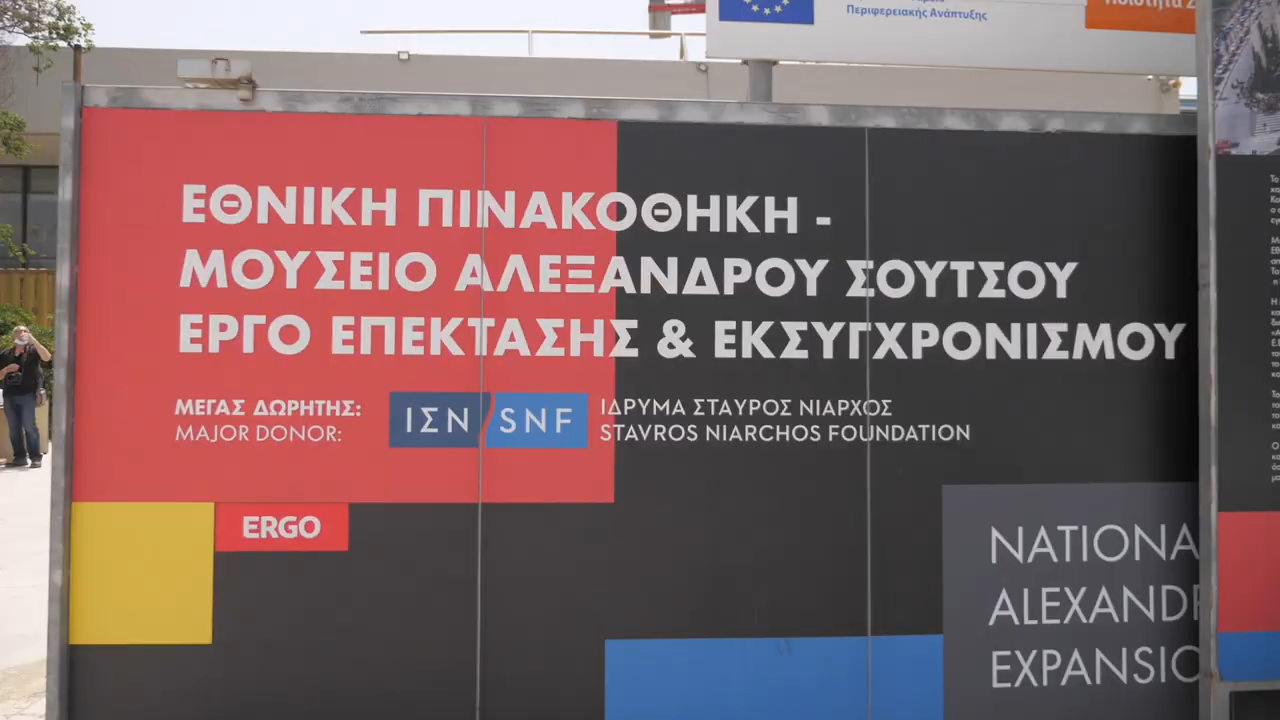 Περιφερειακής Ανάπτυξης
ΕΘΝΙΚΗ ΠΙΝΑΚΟΘΗΚΗ -
ΜΟΥΣΕΙΟ ΑΛΕΞΑΝΔΡΟΥ ΣΟΥΤΣΟΥ
ΕΡΓΟ ΕΠΕΚΤΑΣΗΣ & ΕΚΣΥΓΧΡΟΝΙΣΜΟΥ
ΜΕΓΑΣ ΔΩΡΗΤΗΣ:
MAJOR DONOR:
ΙΣΝ/SNF
ΙΔΡΥΜΑ ΣΤΑΥΡΟΣ ΝΙΑΡΧΟΣ
STAVROS NIARCHOS FOUNDATION
ERGO
NATIONA
ALEXAND
EXPANSIO